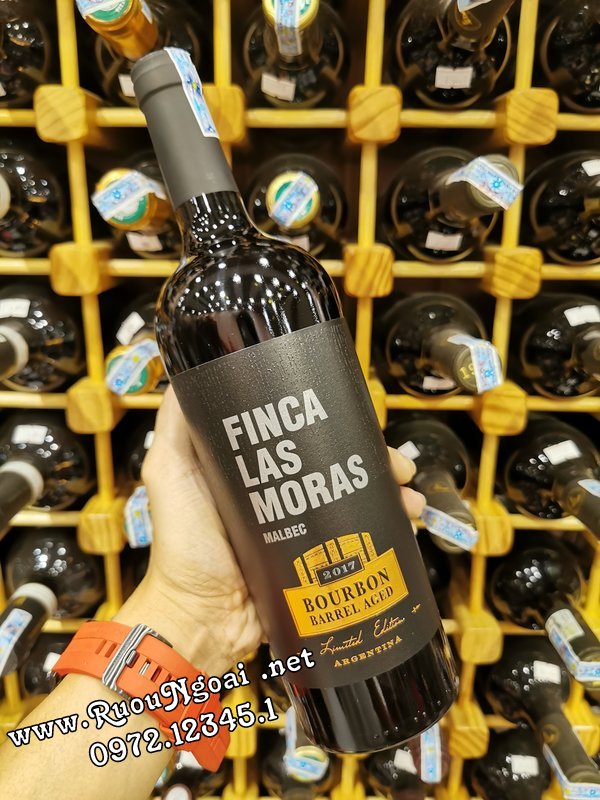 FINCA
LAS
MORAS
MALBEC
2017
BOURBON
BARREL AGED
Limited Edition
ARGENTINA
www.RuouNgoai .net
0972.12345.1